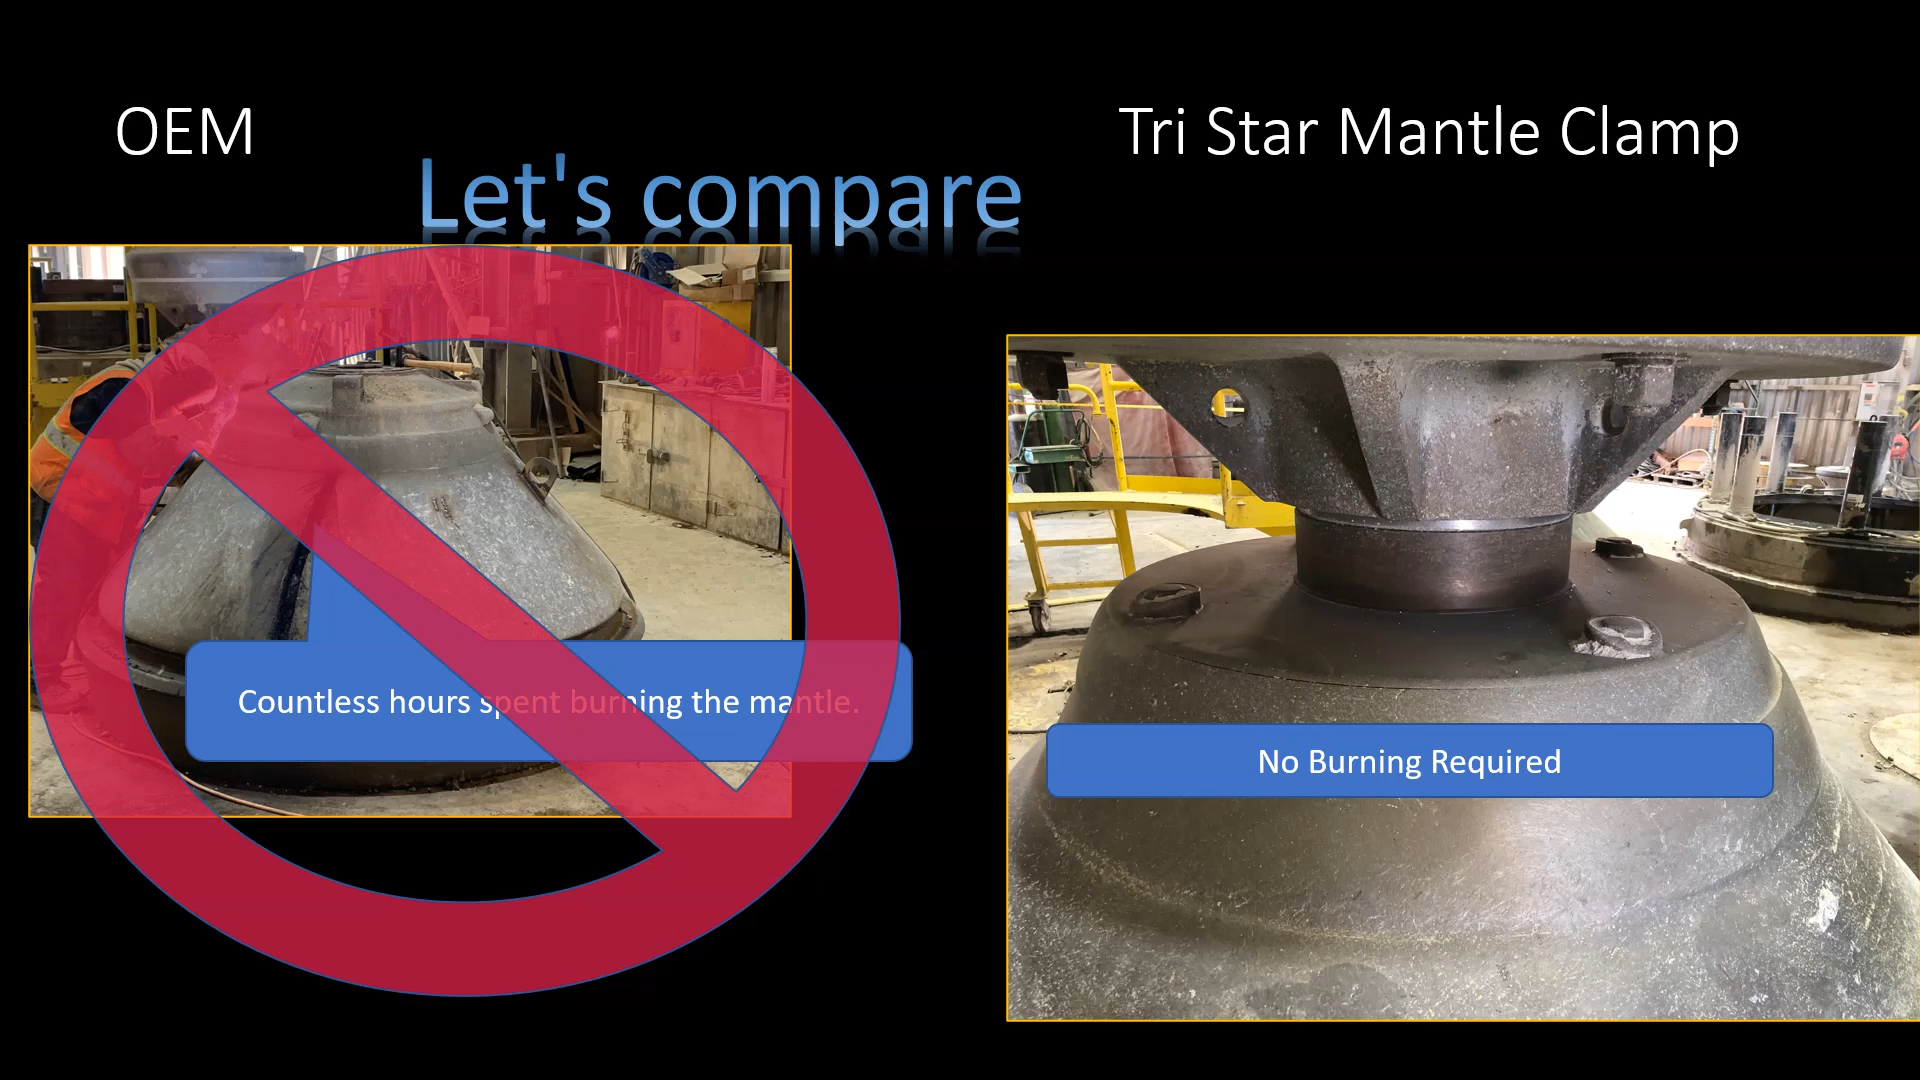 OEM
Tri Star Mantle Clamp
Let's compare
Countless hours spent burning the mantle.
No Burning Required